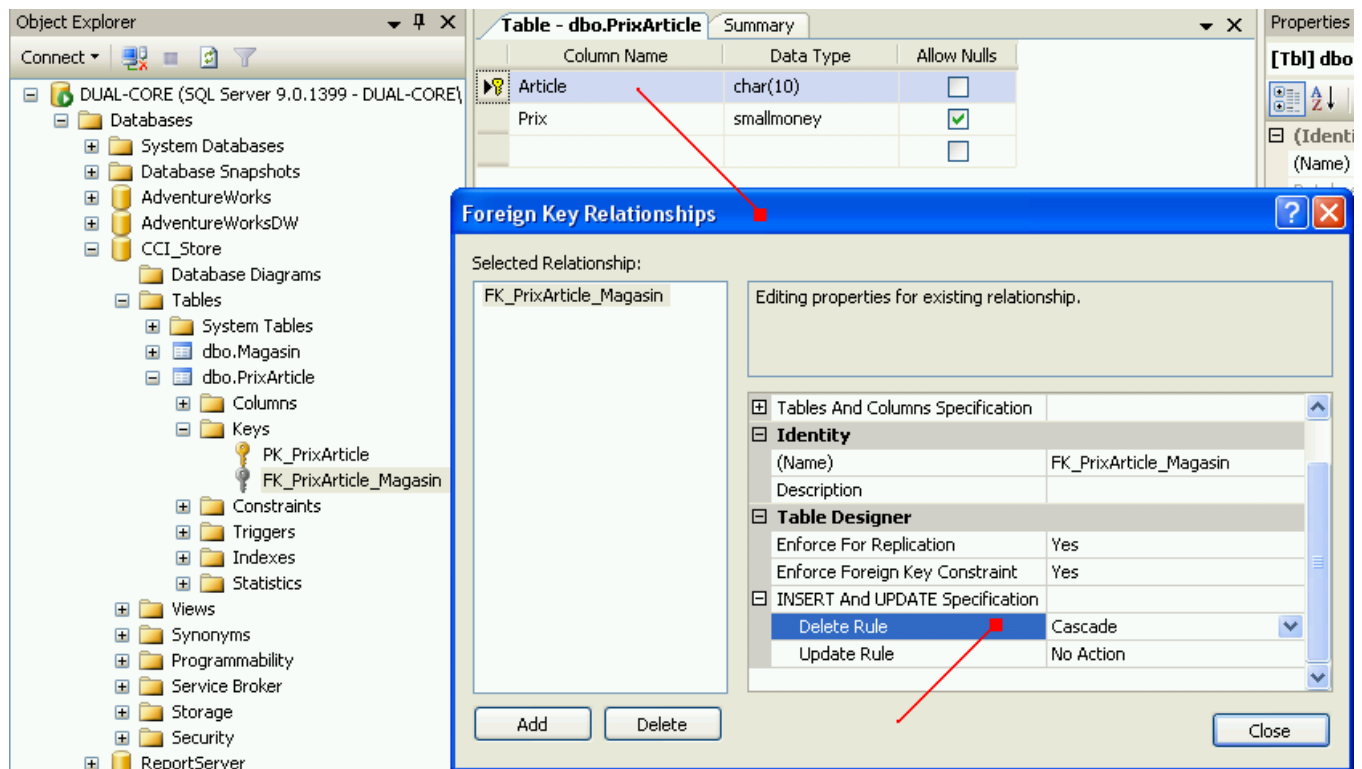 Object Explorer
Connect
DUAL-CORE (SQL Server 9.0.1399 - DUAL-CORE\
Databases
System Databases
Database Snapshots
AdventureWorks
AdventureWorksDW
CCI_Store
Database Diagrams
Tables
System Tables
dbo.Magasin
dbo.PrixArticle
Columns
Keys
PK_PrixArticle
FK_PrixArticle_Magasin
Constraints
Triggers
Indexes
Statistics
Views
Synonyms
Programmability
Service Broker
Storage
Security
ReportServer
Table - dbo.PrixArticle Summary
Column Name Data Type Allow Nulls
Article char(10)
Prix smallmoney
Properties
[Tbl] dbo
(Identi
(Name)
Foreign Key Relationships
Selected Relationship:
FK_PrixArticle_Magasin
Editing properties for existing relationship.
Tables And Columns Specification
Identity
(Name) FK_PrixArticle_Magasin
Description
Table Designer
Enforce For Replication Yes
Enforce Foreign Key Constraint Yes
INSERT And UPDATE Specification
Delete Rule Cascade
Update Rule No Action
Add Delete
Close